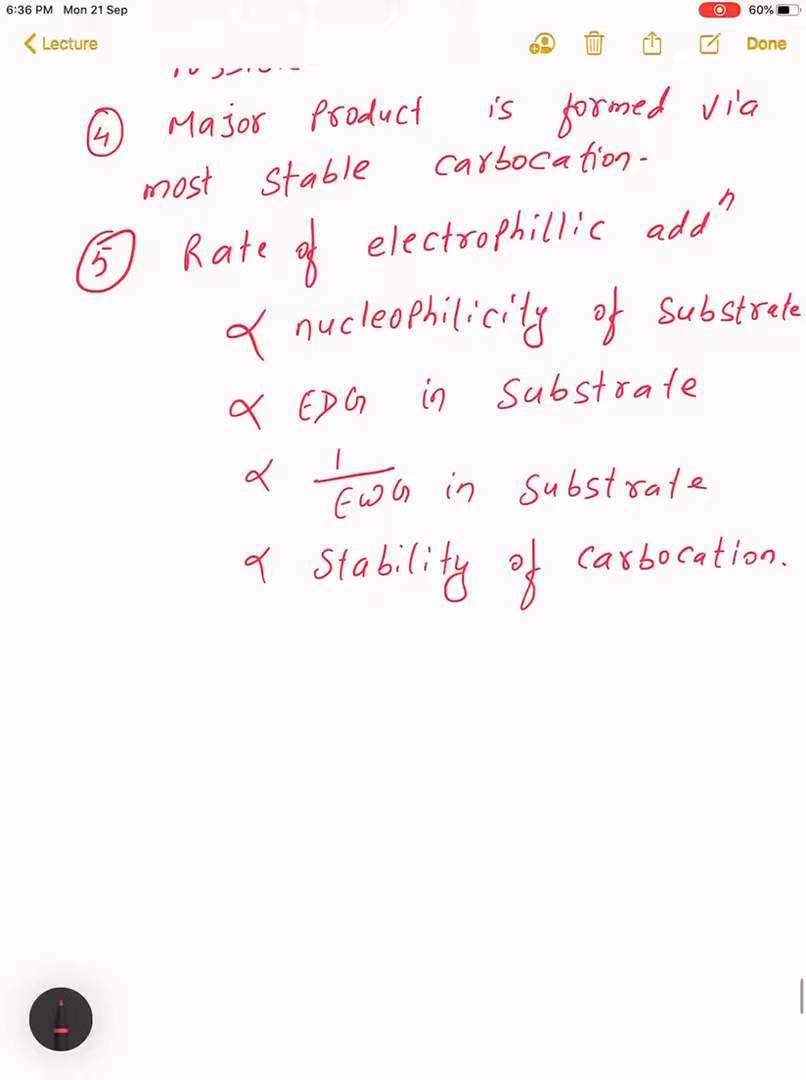 6:36 PM Mon 21 Sep
60%
Lecture
Done
4 Major Product is formed via
most stable carbocation.
5 Rate of electrophillic addⁿ
∝ nucleophilicity of substrate
∝ EDG in substrate
∝ 1/EWG in substrate
∝ stability of carbocation.